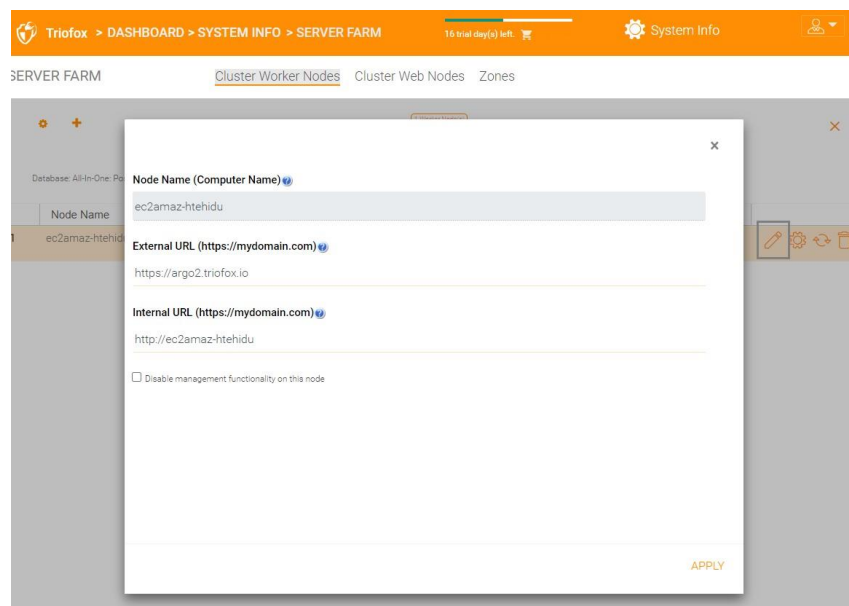 Triofox > DASHBOARD > SYSTEM INFO > SERVER FARM
16 trial day(s) left.
System Info
SERVER FARM
Cluster Worker Nodes Cluster Web Nodes Zones
Database: All-In-One: Po
Node Name
1 ec2amaz-htehid
×
Node Name (Computer Name)
ec2amaz-htehidu
External URL (https://mydomain.com)
https://argo2.triofox.io
Internal URL (https://mydomain.com)
http://ec2amaz-htehidu
Disable management functionality on this node
APPLY